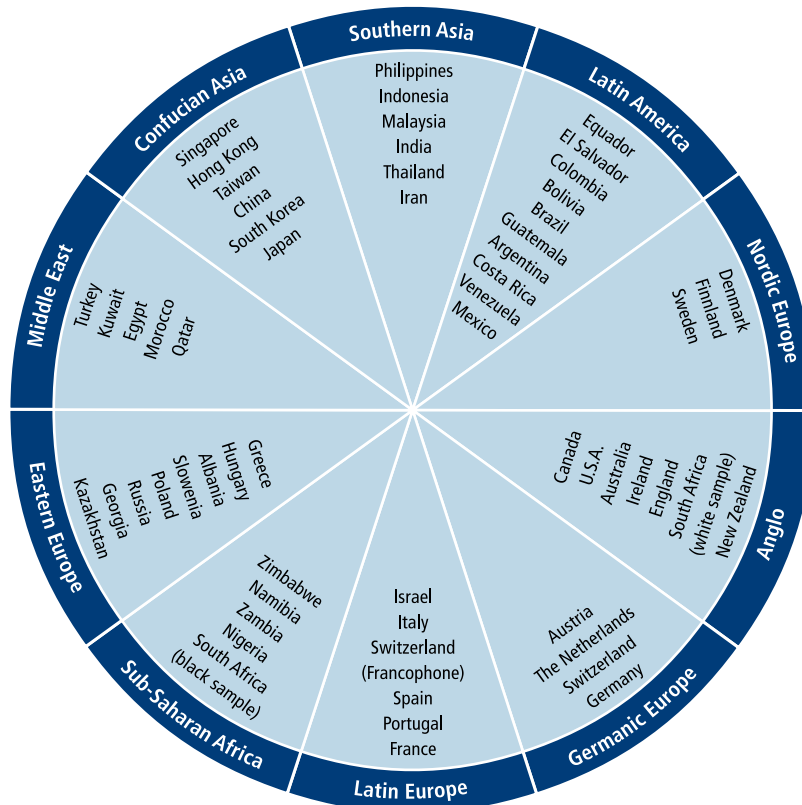 Southern Asia
Philippines
Indonesia
Malaysia
India
Thailand
Iran
Latin America
Equador
El Salvador
Colombia
Bolivia
Brazil
Guatemala
Argentina
Costa Rica
Venezuela
Mexico
Nordic Europe
Denmark
Finnland
Sweden
Anglo
Canada
U.S.A.
Australia
Ireland
England
South Africa
(white sample)
New Zealand
Germanic Europe
Austria
The Netherlands
Switzerland
Germany
Latin Europe
Israel
Italy
Switzerland
(Francophone)
Spain
Portugal
France
Sub-Saharan Africa
Zimbabwe
Namibia
Zambia
Nigeria
South Africa
(black sample)
Eastern Europe
Greece
Hungary
Albania
Slowenia
Poland
Russia
Georgia
Kazakhstan
Middle East
Turkey
Kuwait
Egypt
Morocco
Qatar
Confucian Asia
Singapore
Hong Kong
Taiwan
China
South Korea
Japan